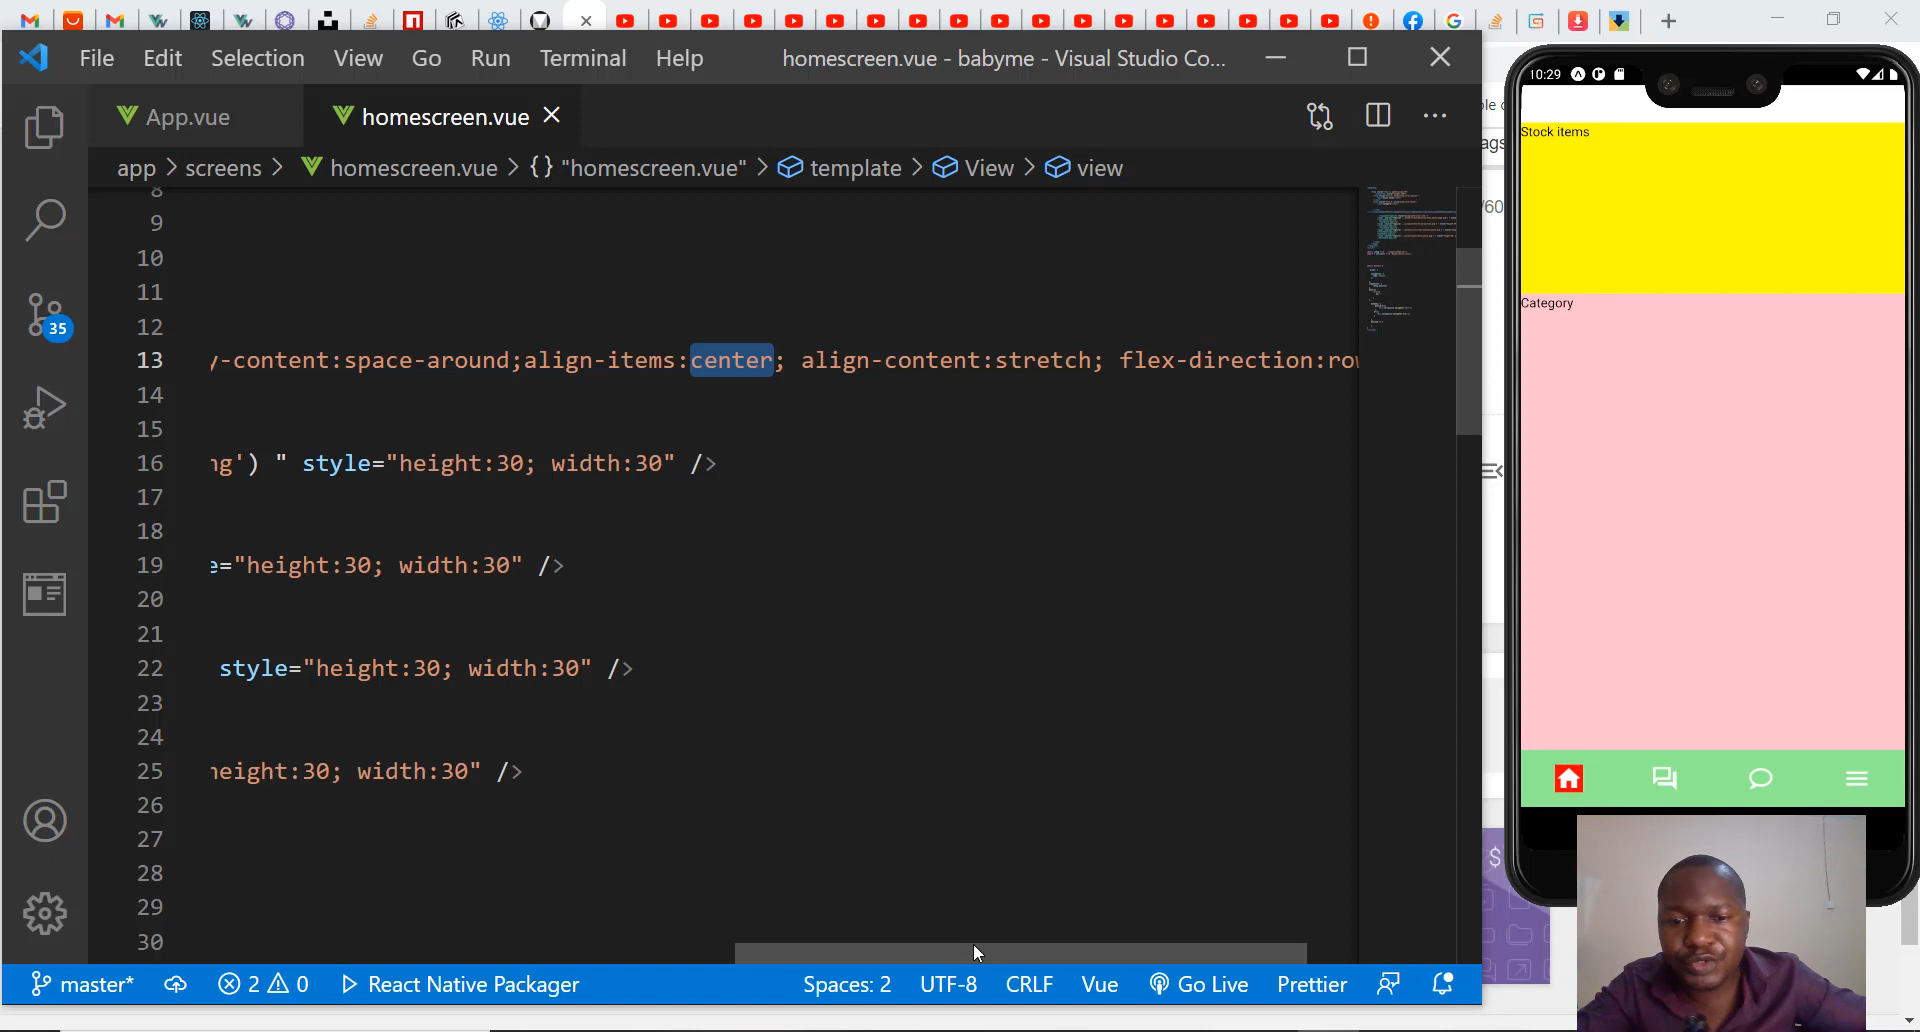 File Edit Selection View Go Run Terminal Help homescreen.vue - babyme - Visual Studio Co...
App.vue homescreen.vue
app > screens > homescreen.vue > {} "homescreen.vue" > template > View > view
8
9
10
11
12
13 y-content:space-around;align-items:center; align-content:stretch; flex-direction:row
14
15
16 ng') " style="height:30; width:30" />
17
18
19 e="height:30; width:30" />
20
21
22 style="height:30; width:30" />
23
24
25 height:30; width:30" />
26
27
28
29
30
35
master* 2 0 React Native Packager Spaces: 2 UTF-8 CRLF Vue Go Live Prettier
10:29
Stock items
Category
/60
$